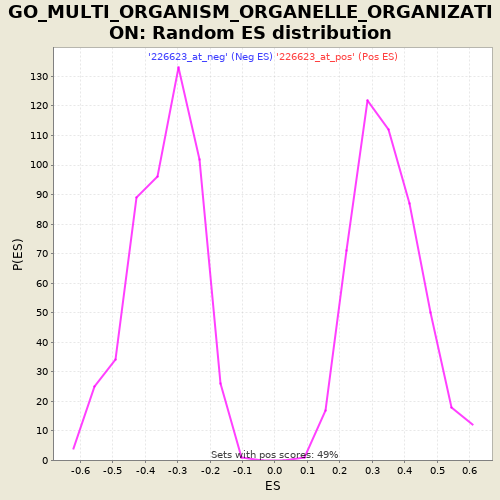 GO_MULTI_ORGANISM_ORGANELLE_ORGANIZATI
ON: Random ES distribution
'226623_at_neg' (Neg ES) '226623_at_pos' (Pos ES)
130
120
110
100
90
80
70
60
50
40
30
20
10
0
P(ES)
Sets with pos scores: 49%
-0.6 -0.5 -0.4 -0.3 -0.2 -0.1 0.0 0.1 0.2 0.3 0.4 0.5 0.6
ES